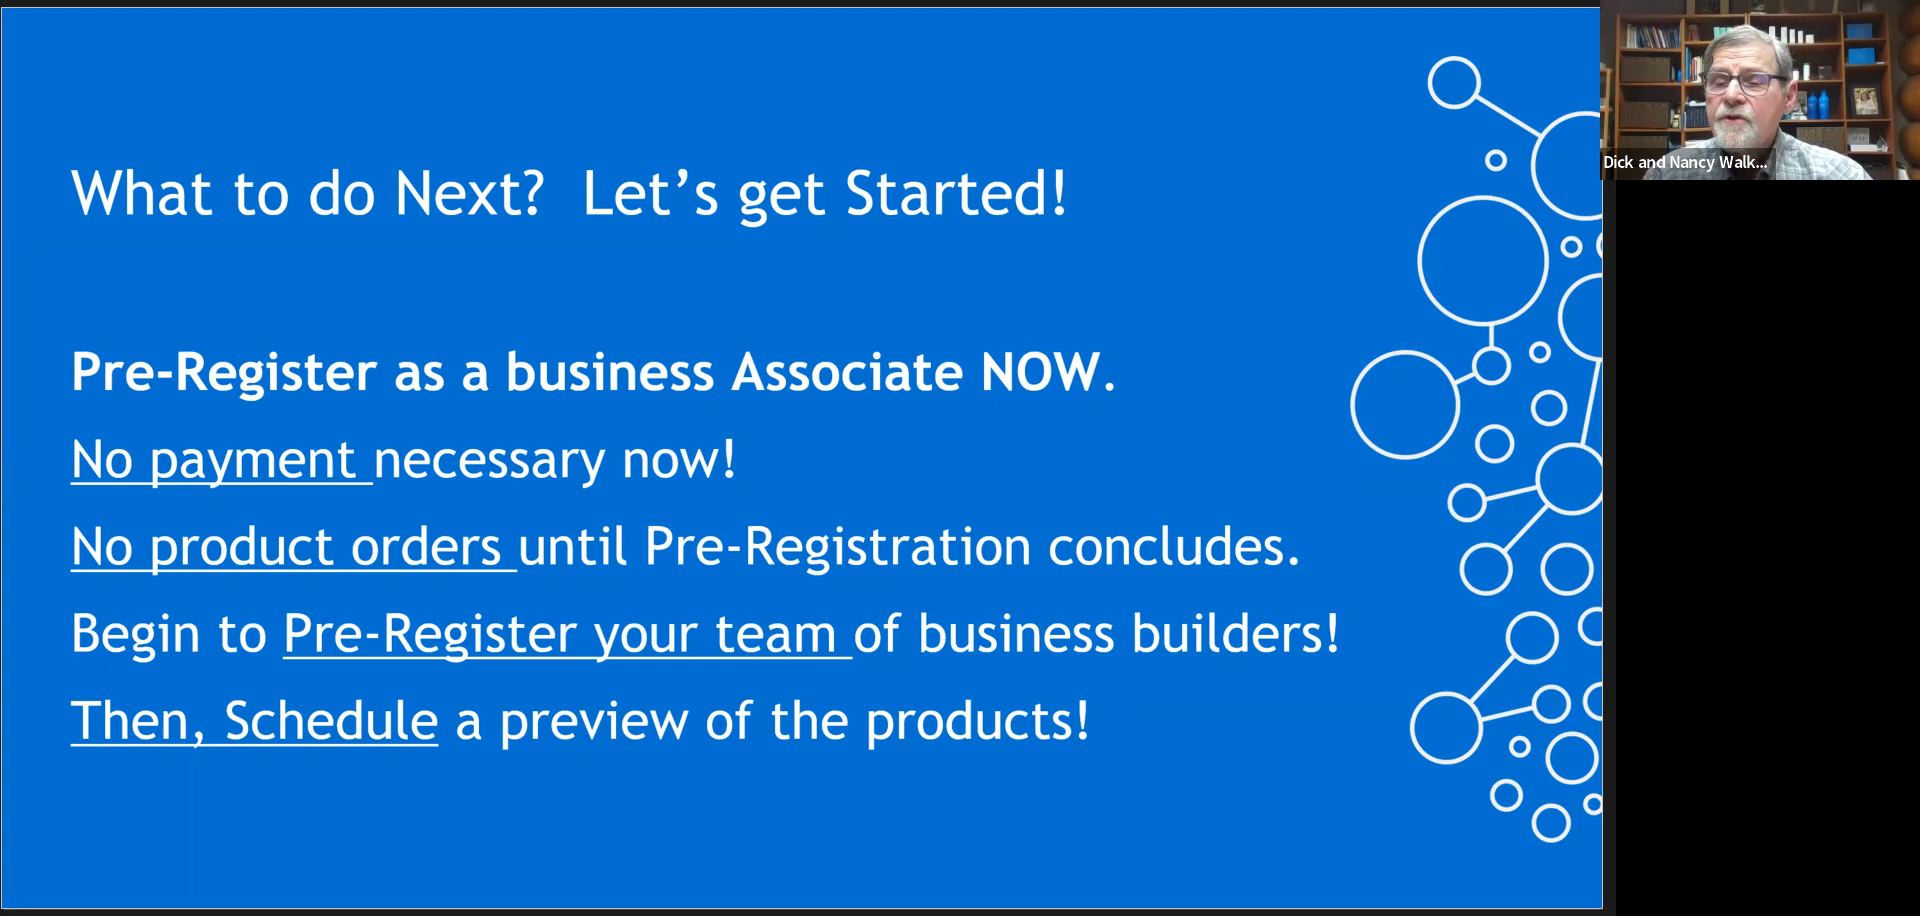 What to do Next? Let’s get Started!
Pre-Register as a business Associate NOW.
No payment necessary now!
No product orders until Pre-Registration concludes.
Begin to Pre-Register your team of business builders!
Then, Schedule a preview of the products!
Dick and Nancy Walk...